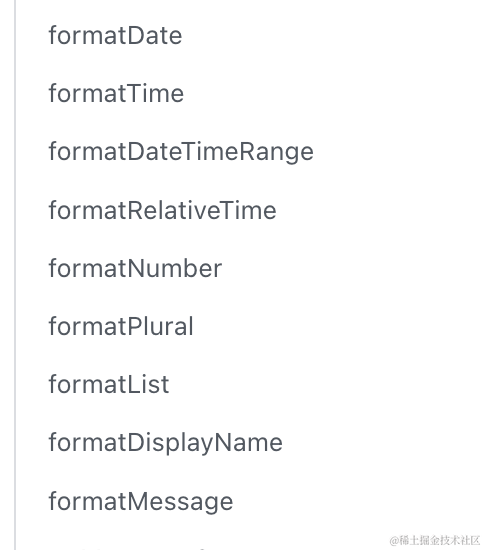 formatDate
formatTime
formatDateTimeRange
formatRelativeTime
formatNumber
formatPlural
formatList
formatDisplayName
formatMessage
@稀土掘金技术社区